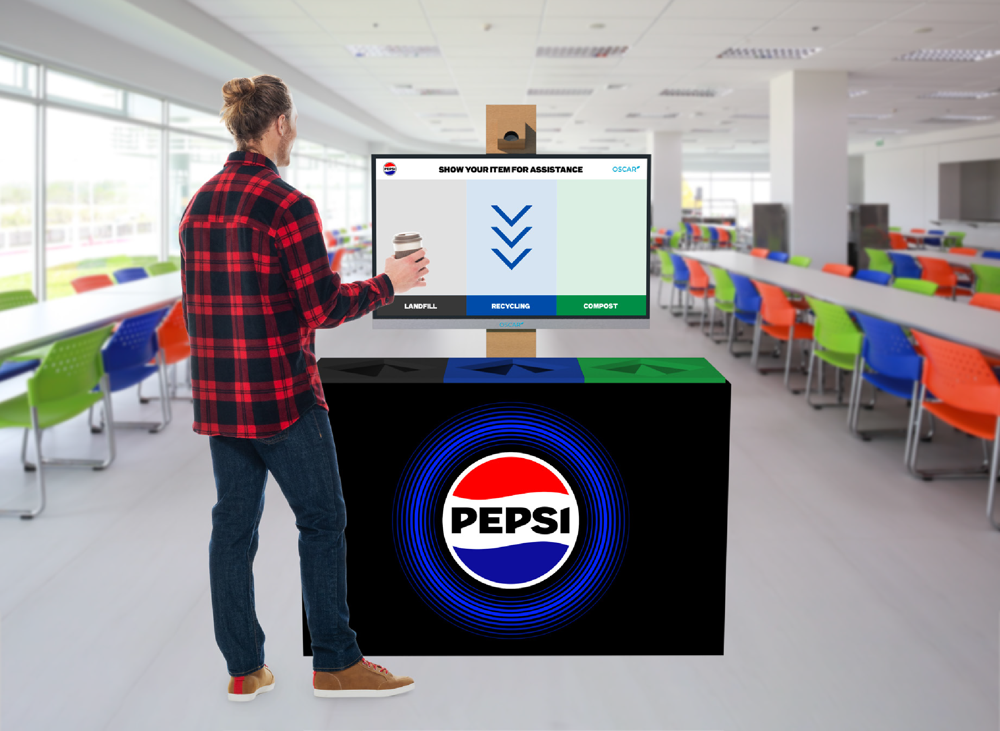 PEPSI
SHOW YOUR ITEM FOR ASSISTANCE
OSCAR
LANDFILL
RECYCLING
COMPOST
OSCAR
PEPSI